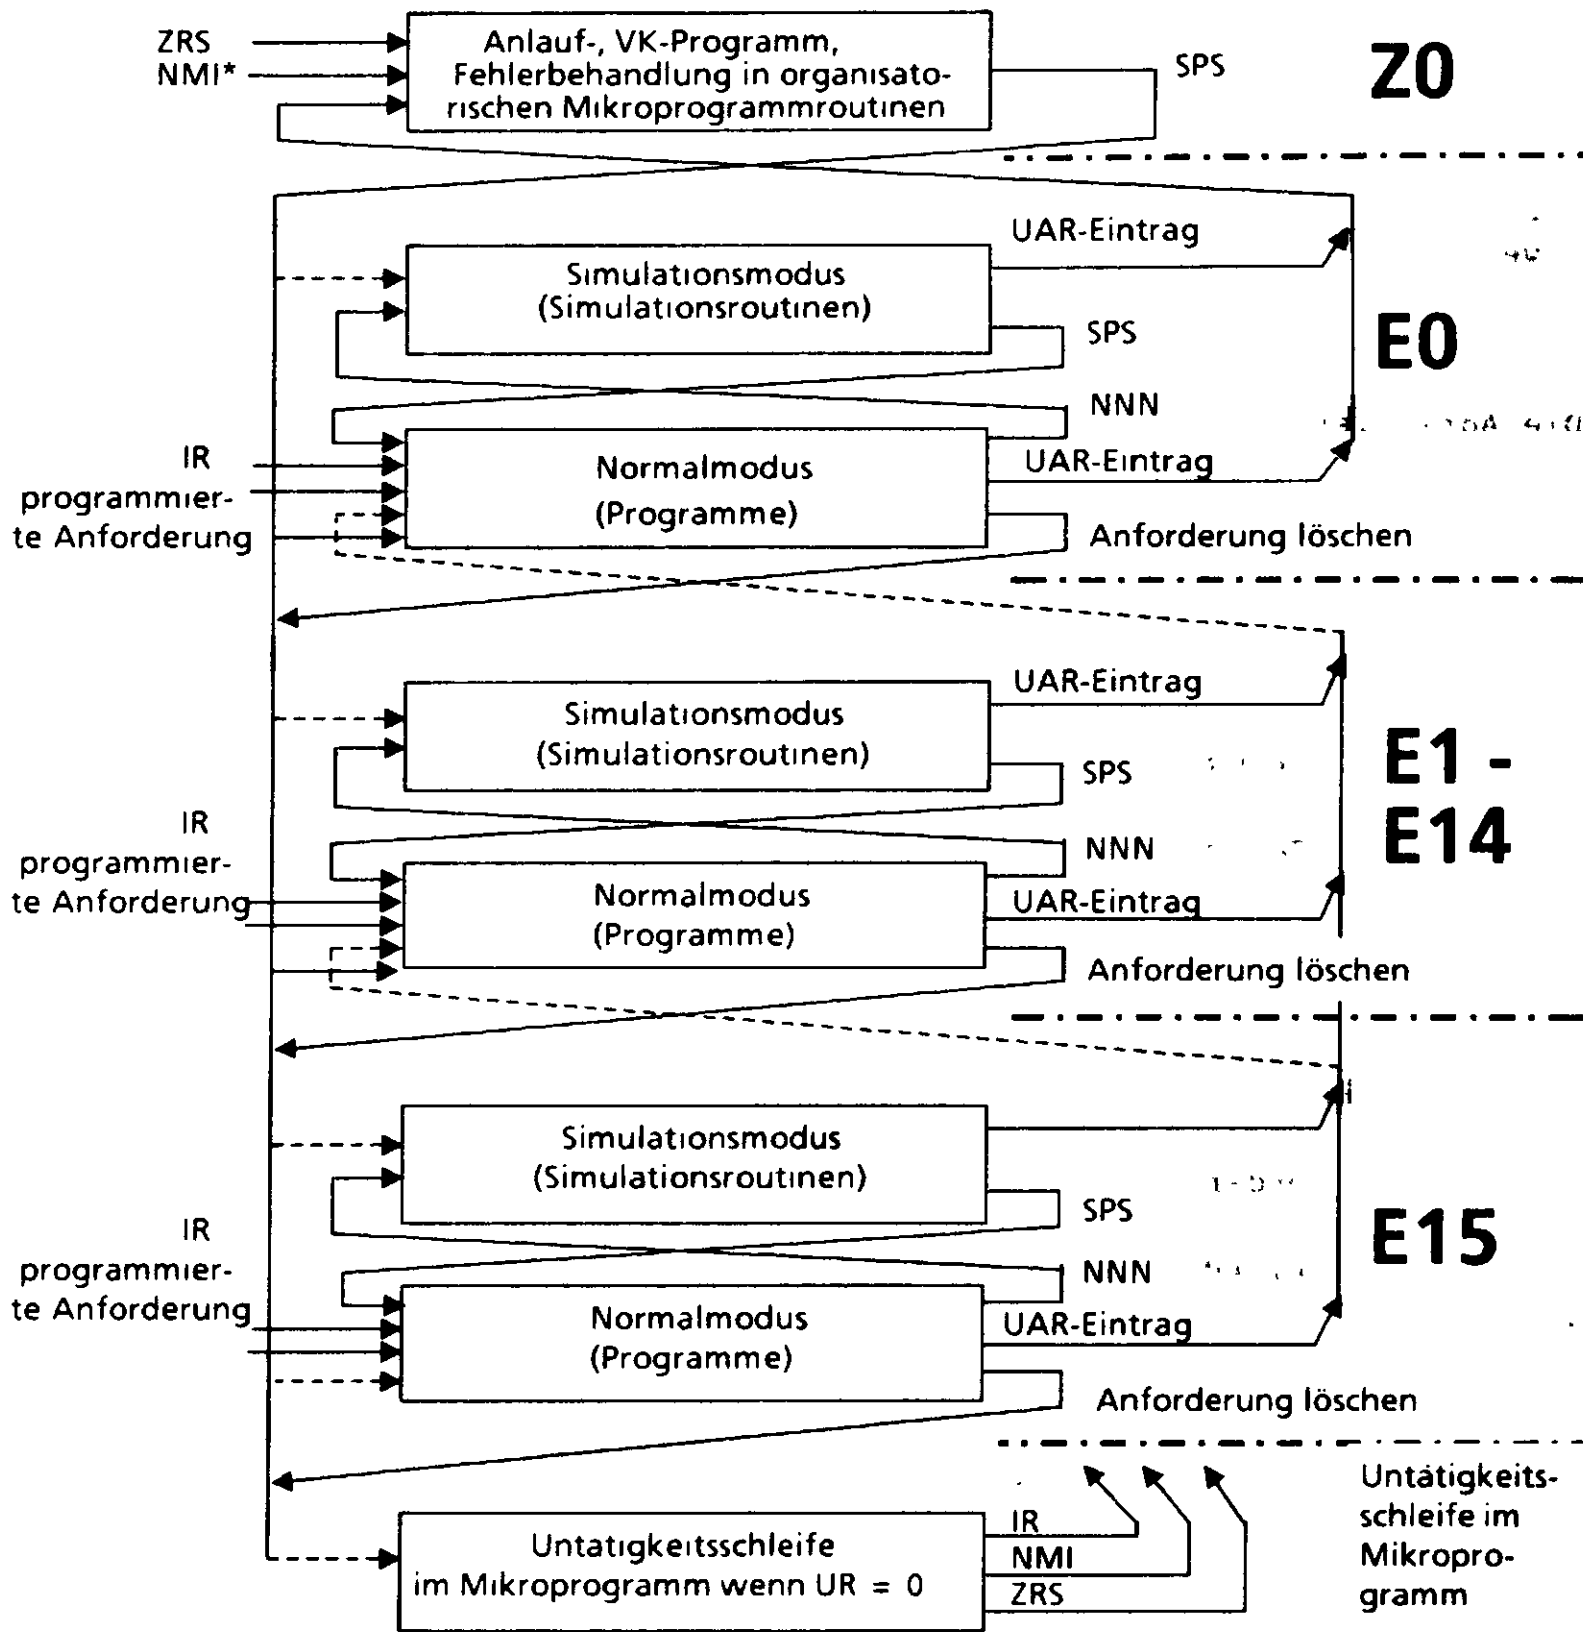 ZRS
NMI*
Anlauf-, VK-Programm,
Fehlerbehandlung in organisato-
rischen Mikroprogrammroutinen
SPS
Z0
UAR-Eintrag
Simulationsmodus
(Simulationsroutinen)
SPS
E0
NNN
IR
programmier-
te Anforderung
Normalmodus
(Programme)
UAR-Eintrag
Anforderung löschen
UAR-Eintrag
Simulationsmodus
(Simulationsroutinen)
SPS
E1 -
E14
IR
programmier-
te Anforderung
NNN
Normalmodus
(Programme)
UAR-Eintrag
Anforderung löschen
Simulationsmodus
(Simulationsroutinen)
SPS
E15
IR
programmier-
te Anforderung
NNN
Normalmodus
(Programme)
UAR-Eintrag
Anforderung löschen
Untätigkeitsschleife
im Mikroprogramm wenn UR = 0
IR
NMI
ZRS
Untätigkeits-
schleife im
Mikropro-
gramm